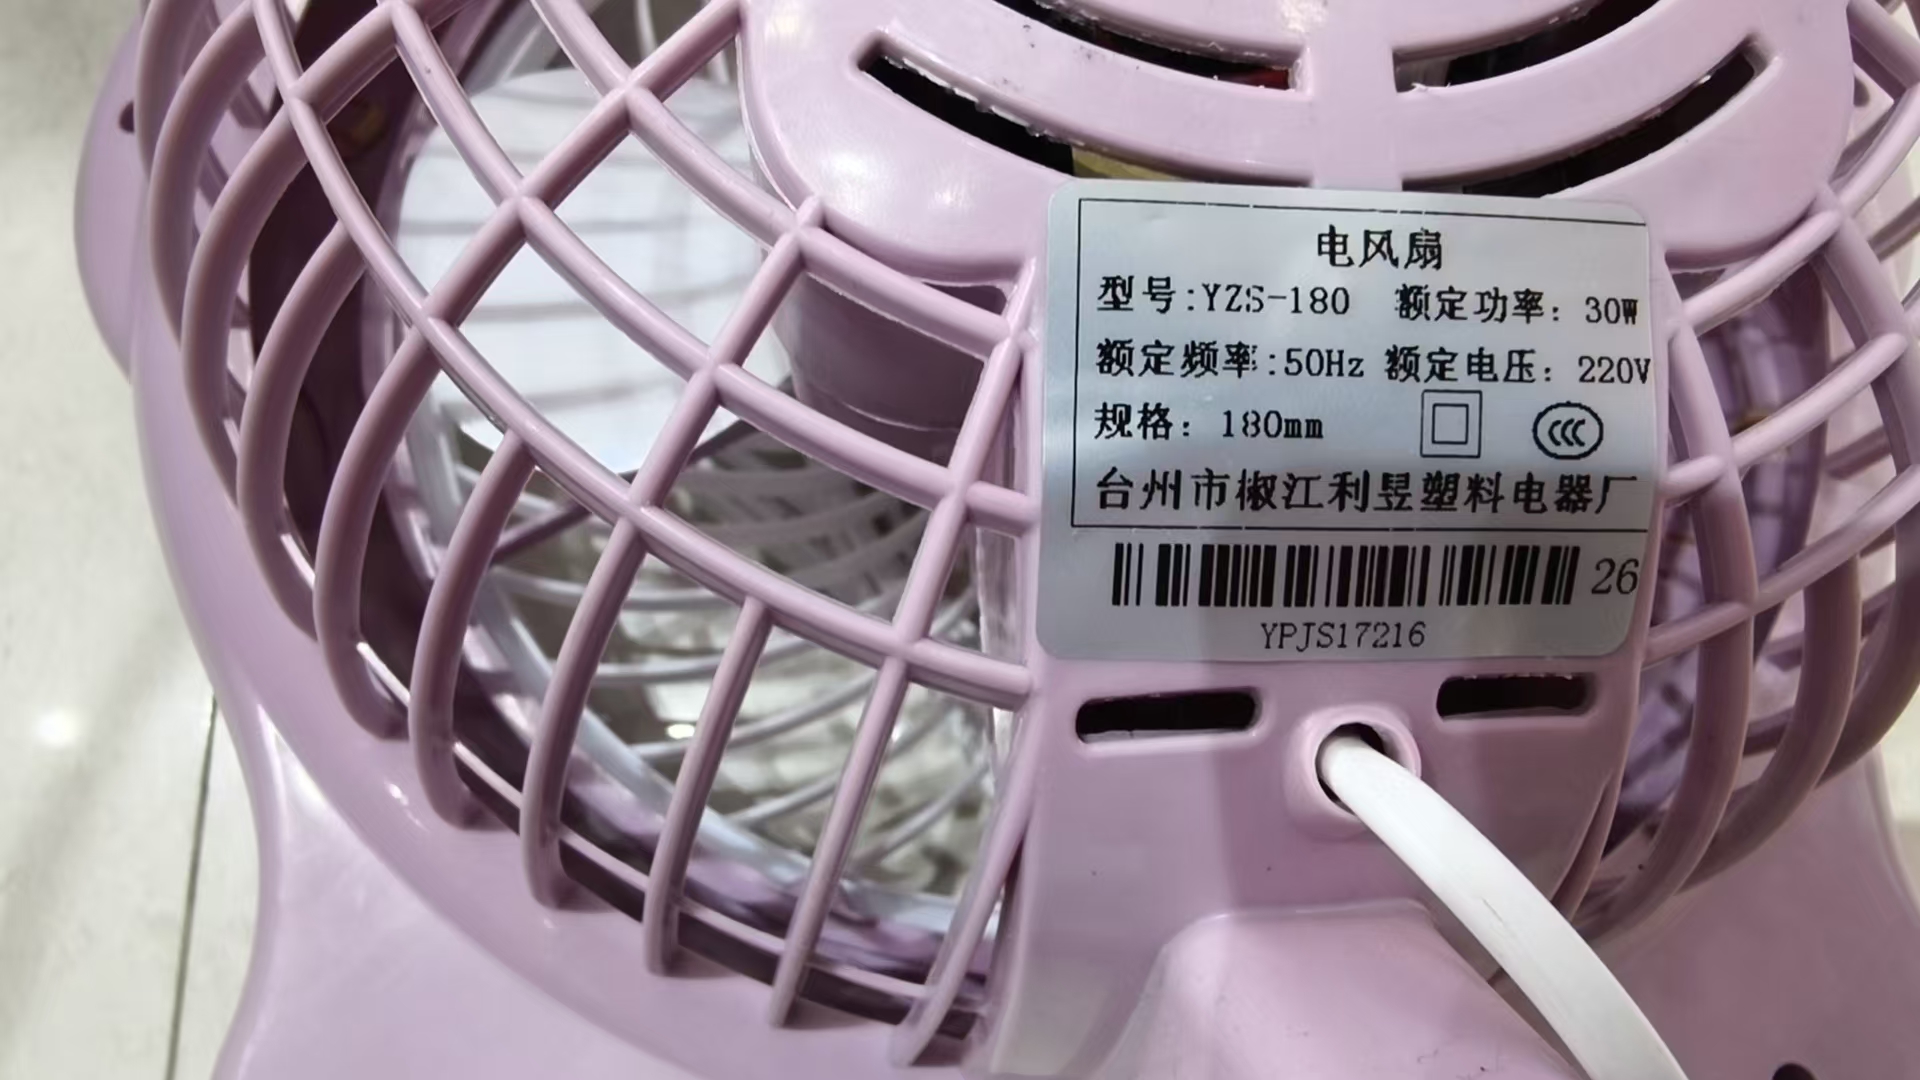 电风扇
型号:YZS-180 额定功率: 30W
额定频率:50Hz 额定电压: 220V
规格: 180mm
CCC
台州市椒江利昱塑料电器厂
26
YPJS17216